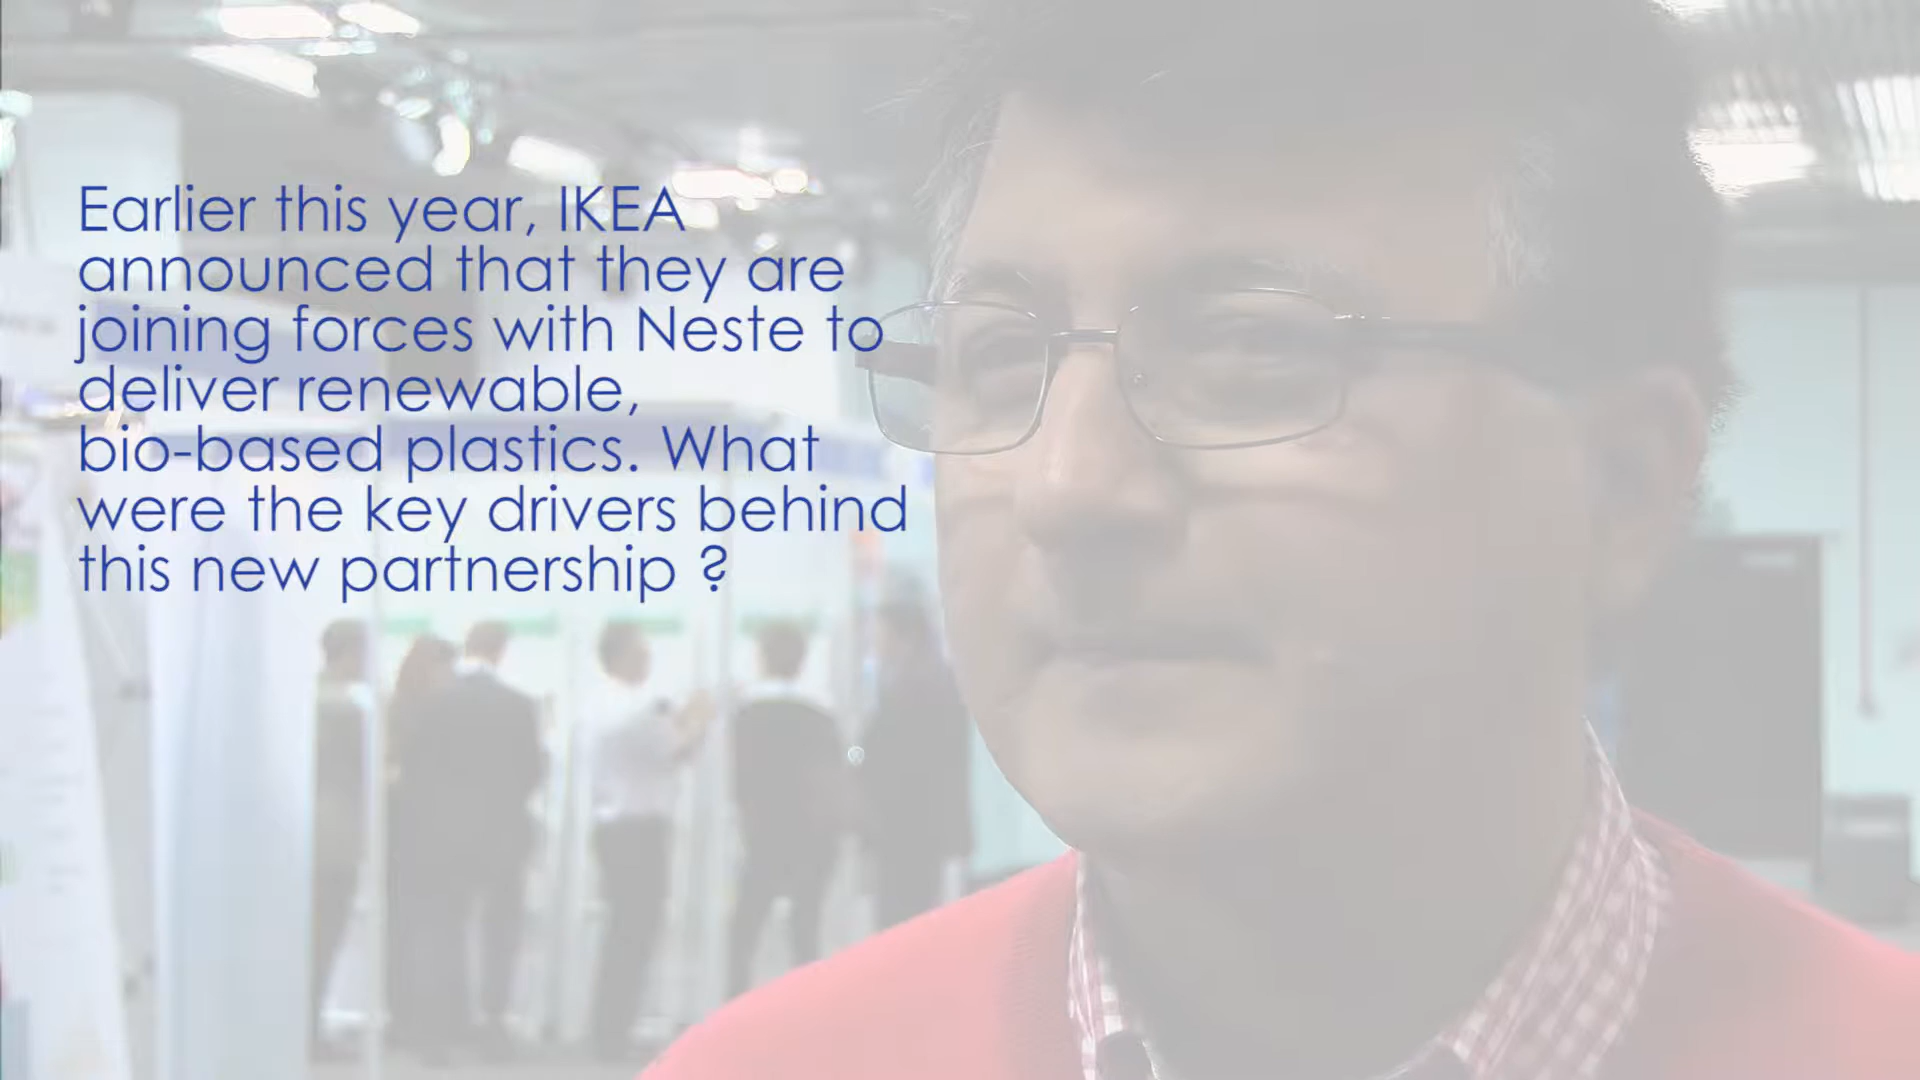 Earlier this year, IKEA
announced that they are
joining forces with Neste to
deliver renewable,
bio-based plastics. What
were the key drivers behind
this new partnership ?